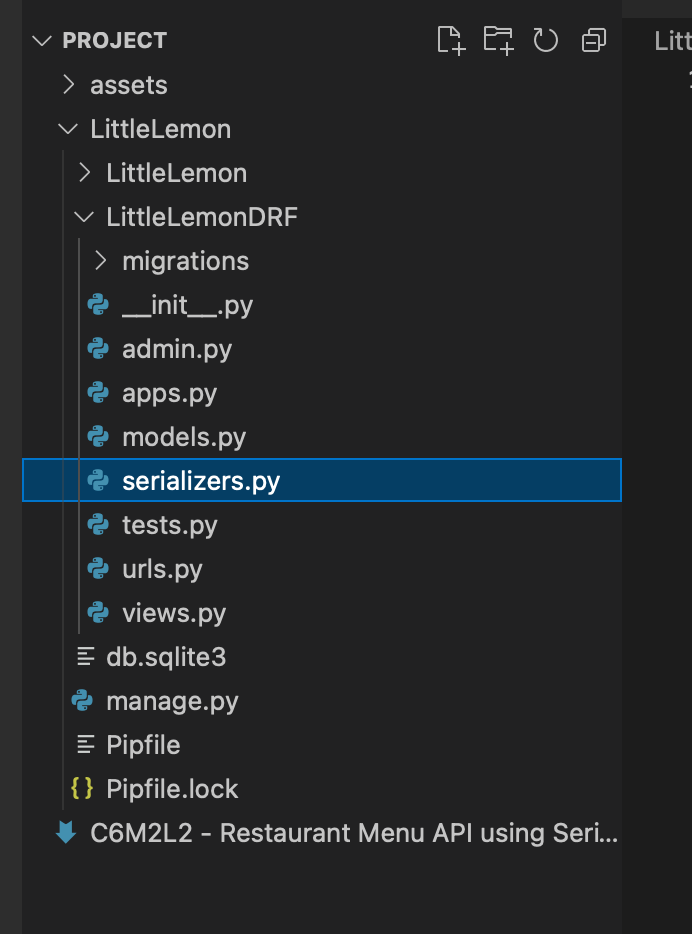 PROJECT
Litt
assets
LittleLemon
LittleLemon
LittleLemonDRF
migrations
__init__.py
admin.py
apps.py
models.py
serializers.py
tests.py
urls.py
views.py
db.sqlite3
manage.py
Pipfile
{} Pipfile.lock
C6M2L2 - Restaurant Menu API using Seri...